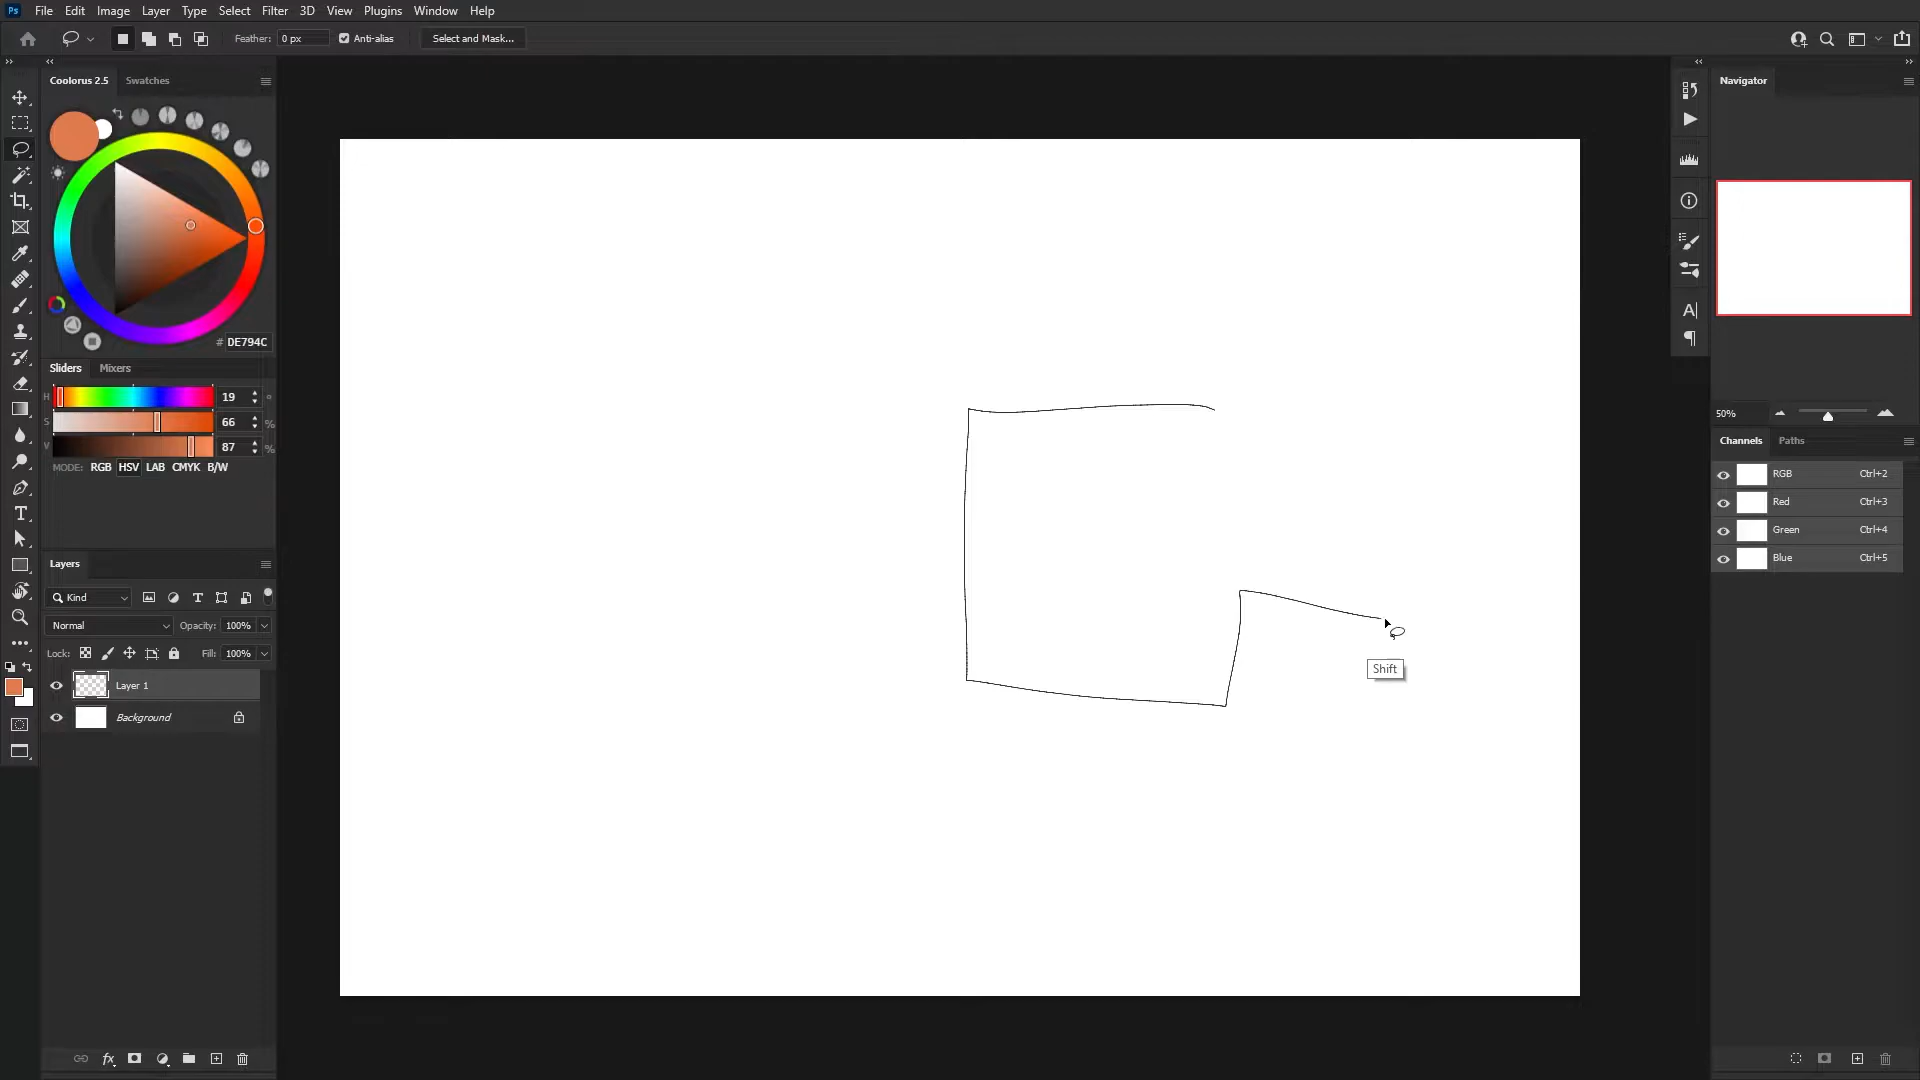 Ps File Edit Image Layer Type Select Filter 3D View Plugins Window Help
Feather: 0 px Anti-alias Select and Mask...
Coolorus 2.5 Swatches
# DE794C
Sliders Mixers
H 19 °
S 66 %
V 87 %
MODE: RGB HSV LAB CMYK B/W
Layers
Kind
Normal Opacity: 100%
Lock: Fill: 100%
Layer 1
Background
fx
Shift
Navigator
50%
Channels Paths
RGB Ctrl+2
Red Ctrl+3
Green Ctrl+4
Blue Ctrl+5